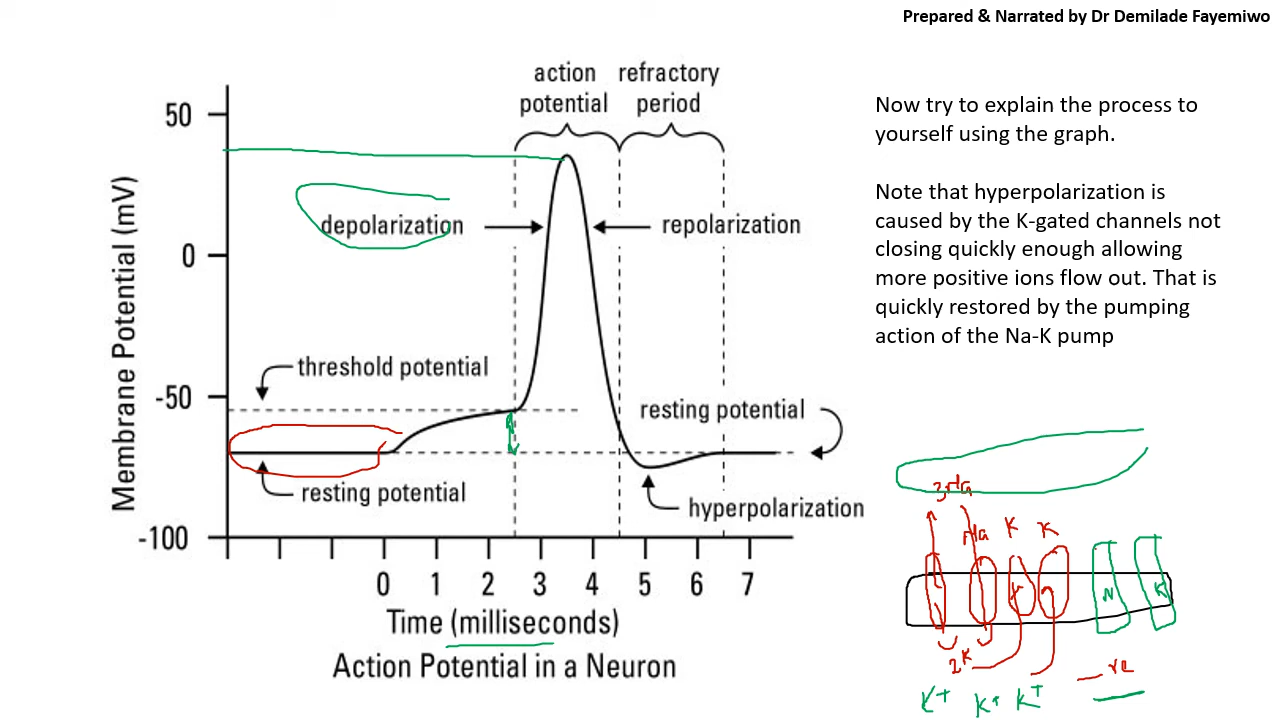 Prepared & Narrated by Dr Demilade Fayemiwo
action refractory
potential period
50
depolarization
repolarization
0
threshold potential
-50
resting potential
resting potential
hyperpolarization
-100
0 1 2 3 4 5 6 7
Membrane Potential (mV)
Time (milliseconds)
Action Potential in a Neuron
Now try to explain the process to
yourself using the graph.
Note that hyperpolarization is
caused by the K-gated channels not
closing quickly enough allowing
more positive ions flow out. That is
quickly restored by the pumping
action of the Na-K pump
3Na
Na K K
N K
2K
K+ K+ K+